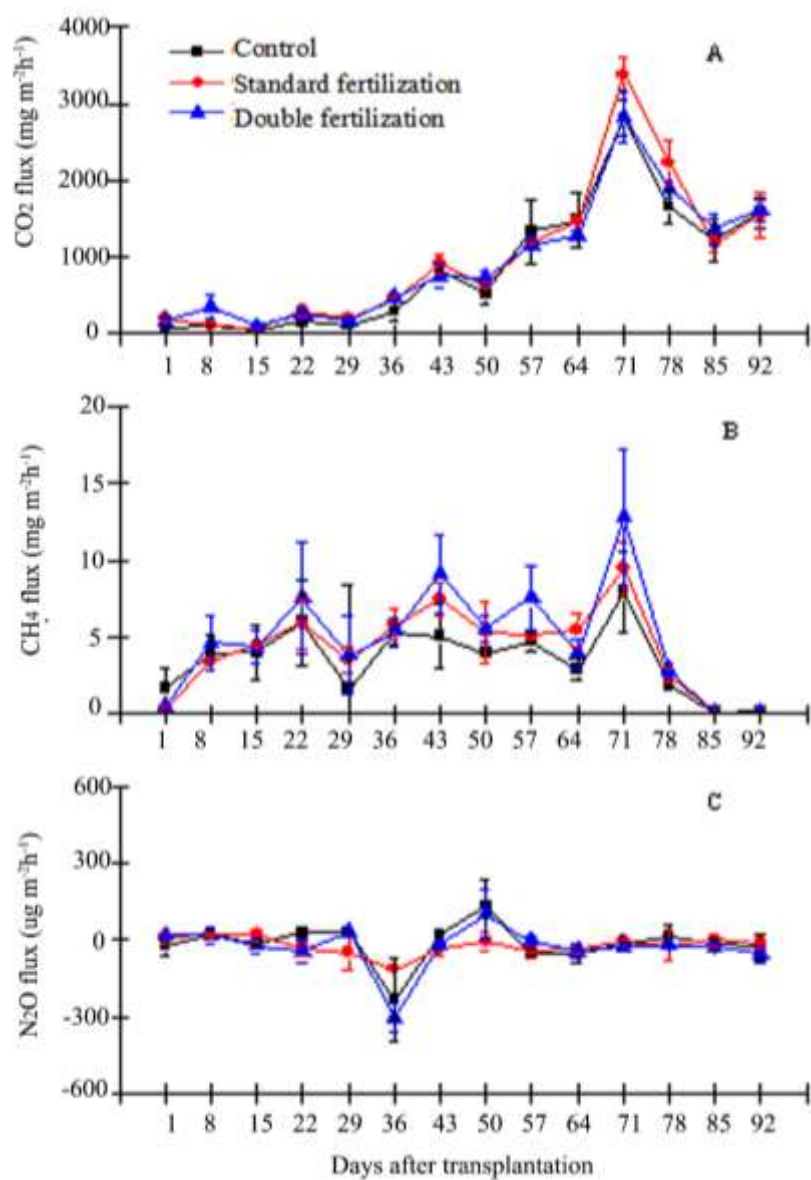 4000
3000
2000
1000
0
CO2 flux (mg m-2h-1)
Control
Standard fertilization
Double fertilization
A
1 8 15 22 29 36 43 50 57 64 71 78 85 92
20
15
10
5
0
CH4 flux (mg m-2h-1)
B
1 8 15 22 29 36 43 50 57 64 71 78 85 92
600
300
0
-300
-600
N2O flux (ug m-2h-1)
C
1 8 15 22 29 36 43 50 57 64 71 78 85 92
Days after transplantation